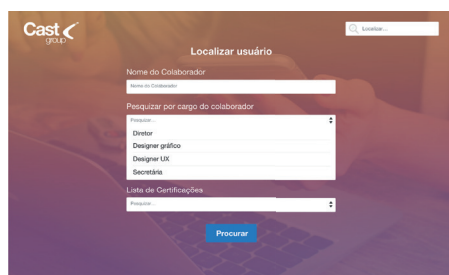 Cast
group
Localizar...
Localizar usuário
Nome do Colaborador
Nome do Colaborador
Pesquisar por cargo do colaborador
Pesquisar...
Diretor
Designer gráfico
Designer UX
Secretária
Lista de Certificações
Pesquisar...
Procurar